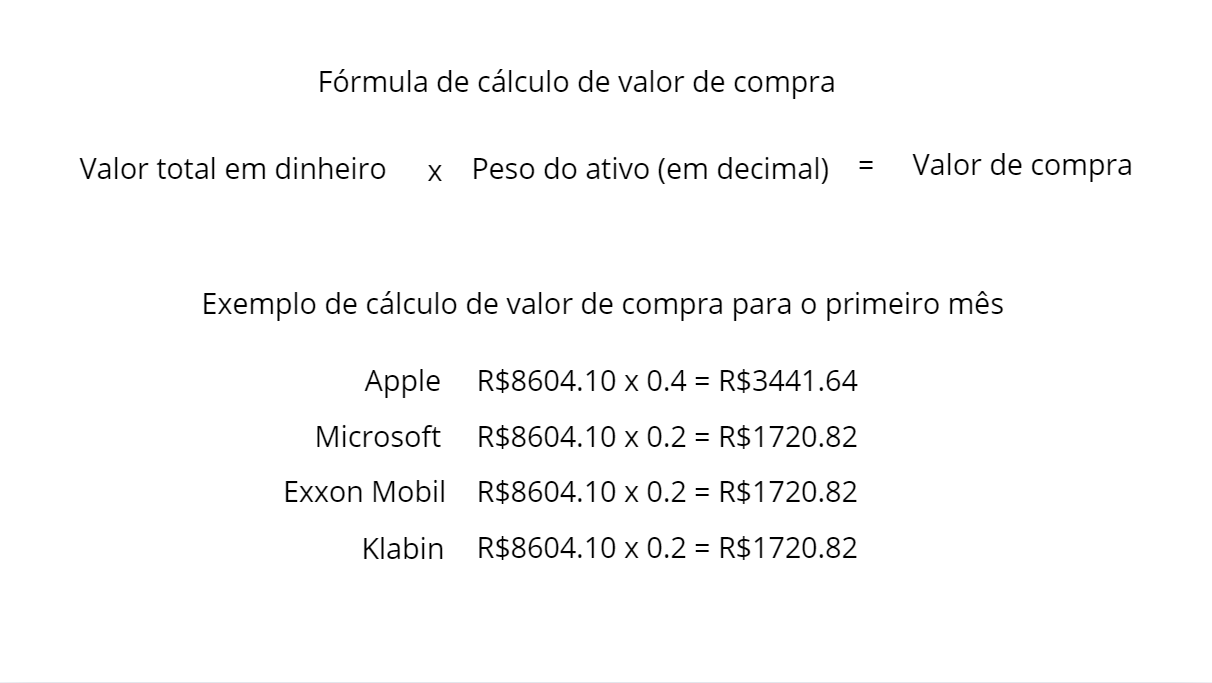 Fórmula de cálculo de valor de compra
Valor total em dinheiro x Peso do ativo (em decimal) = Valor de compra
Exemplo de cálculo de valor de compra para o primeiro mês
Apple R$8604.10 x 0.4 = R$3441.64
Microsoft R$8604.10 x 0.2 = R$1720.82
Exxon Mobil R$8604.10 x 0.2 = R$1720.82
Klabin R$8604.10 x 0.2 = R$1720.82